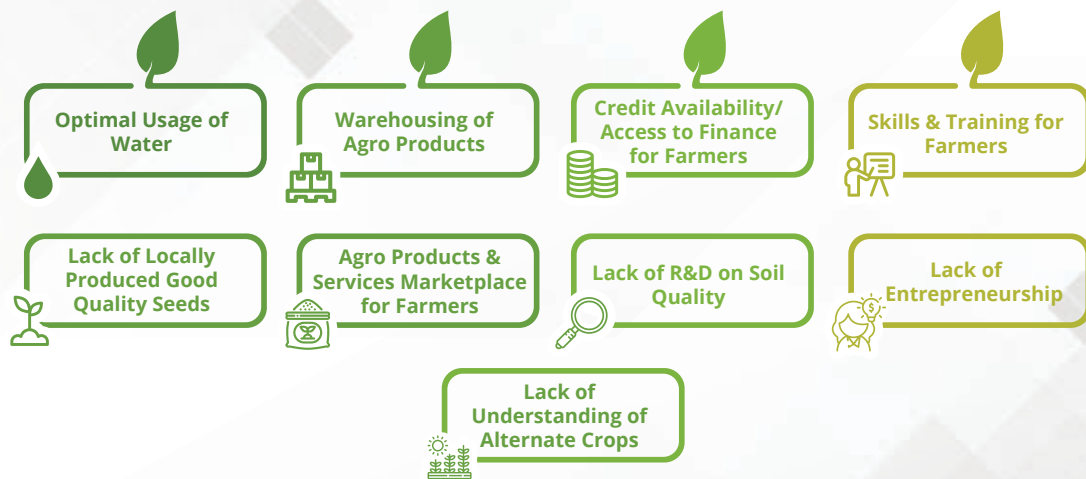 Optimal Usage of
Water
Warehousing of
Agro Products
Credit Availability/
Access to Finance
for Farmers
Skills & Training for
Farmers
Lack of Locally
Produced Good
Quality Seeds
Agro Products &
Services Marketplace
for Farmers
Lack of R&D on Soil
Quality
Lack of
Entrepreneurship
Lack of
Understanding of
Alternate Crops